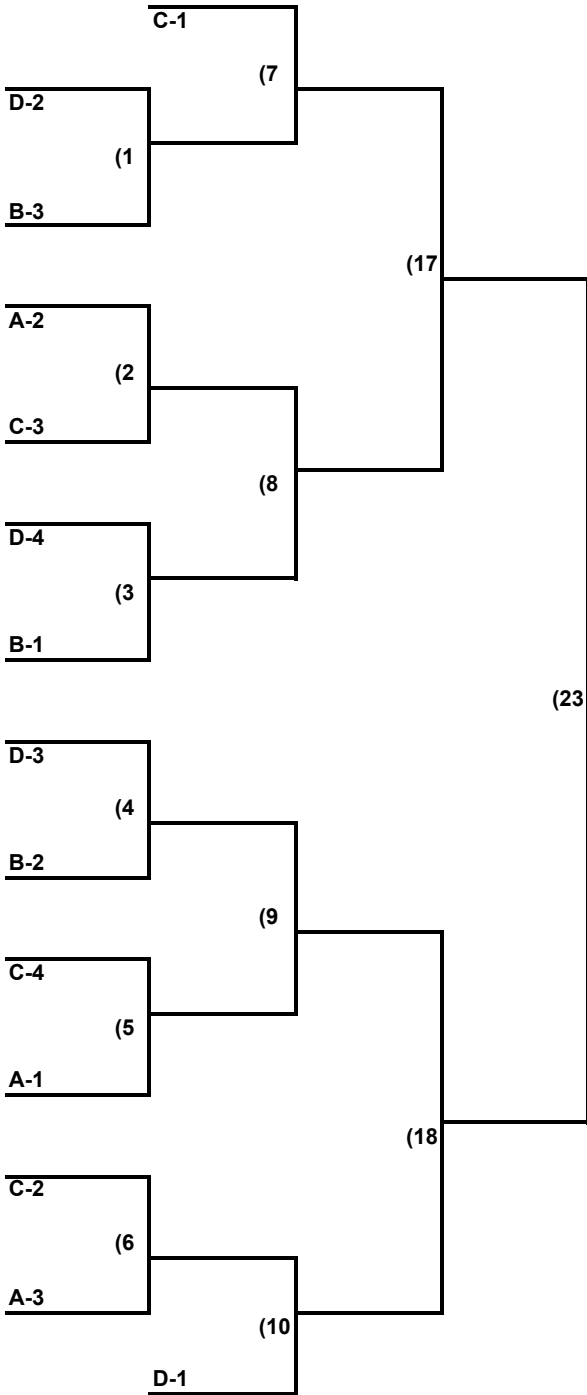 C-1
(7
D-2
(1
B-3
(17
A-2
(2
C-3
(8
D-4
(3
B-1
(23
D-3
(4
B-2
(9
C-4
(5
A-1
(18
C-2
(6
A-3
(10
D-1